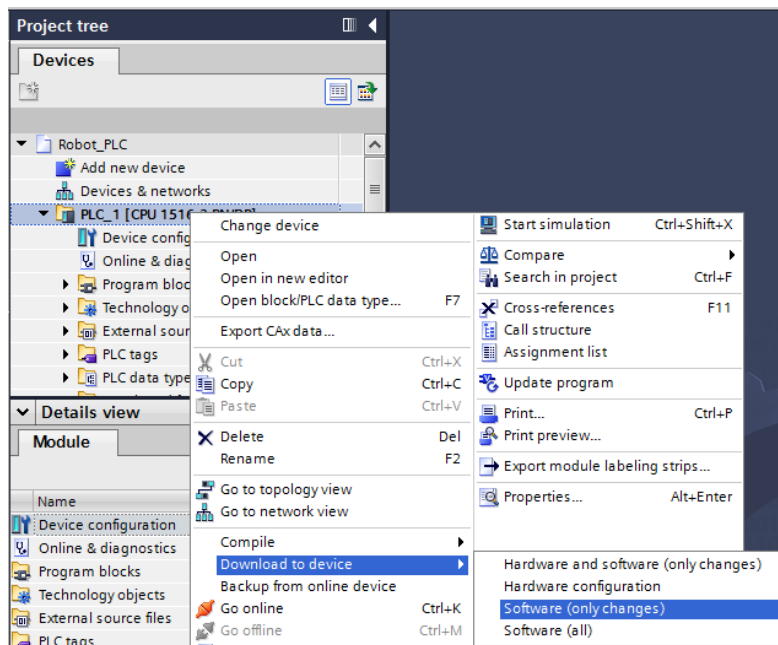 Project tree
Devices
Robot_PLC
Add new device
Devices & networks
PLC_1 [CPU 1516
Device config
Online & diag
Program bloc
Technology o
External sour
PLC tags
PLC data type
Details view
Module
Name
Device configuration
Online & diagnostics
Program blocks
Technology objects
External source files
PLC tags
Change device
Open
Open in new editor
Open block/PLC data type... F7
Export CAx data...
Cut Ctrl+X
Copy Ctrl+C
Paste Ctrl+V
Delete Del
Rename F2
Go to topology view
Go to network view
Compile
Download to device
Backup from online device
Go online Ctrl+K
Go offline Ctrl+M
Start simulation Ctrl+Shift+X
Compare
Search in project Ctrl+F
Cross-references F11
Call structure
Assignment list
Update program
Print... Ctrl+P
Print preview...
Export module labeling strips...
Properties... Alt+Enter
Hardware and software (only changes)
Hardware configuration
Software (only changes)
Software (all)